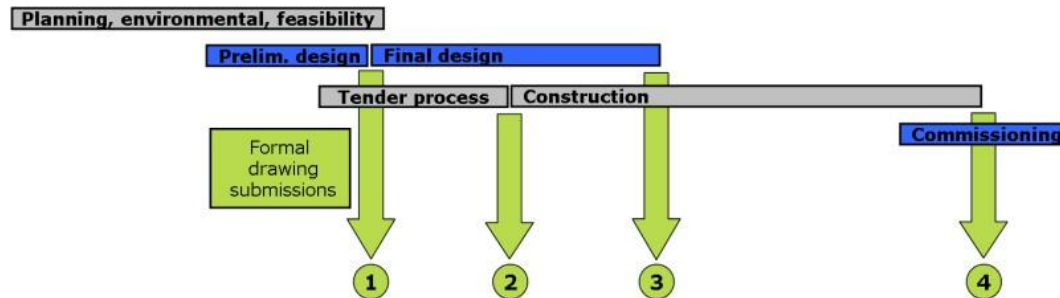 Planning, environmental, feasibility
Prelim. design
Final design
Tender process
Construction
Commissioning
Formal
drawing
submissions
1
2
3
4